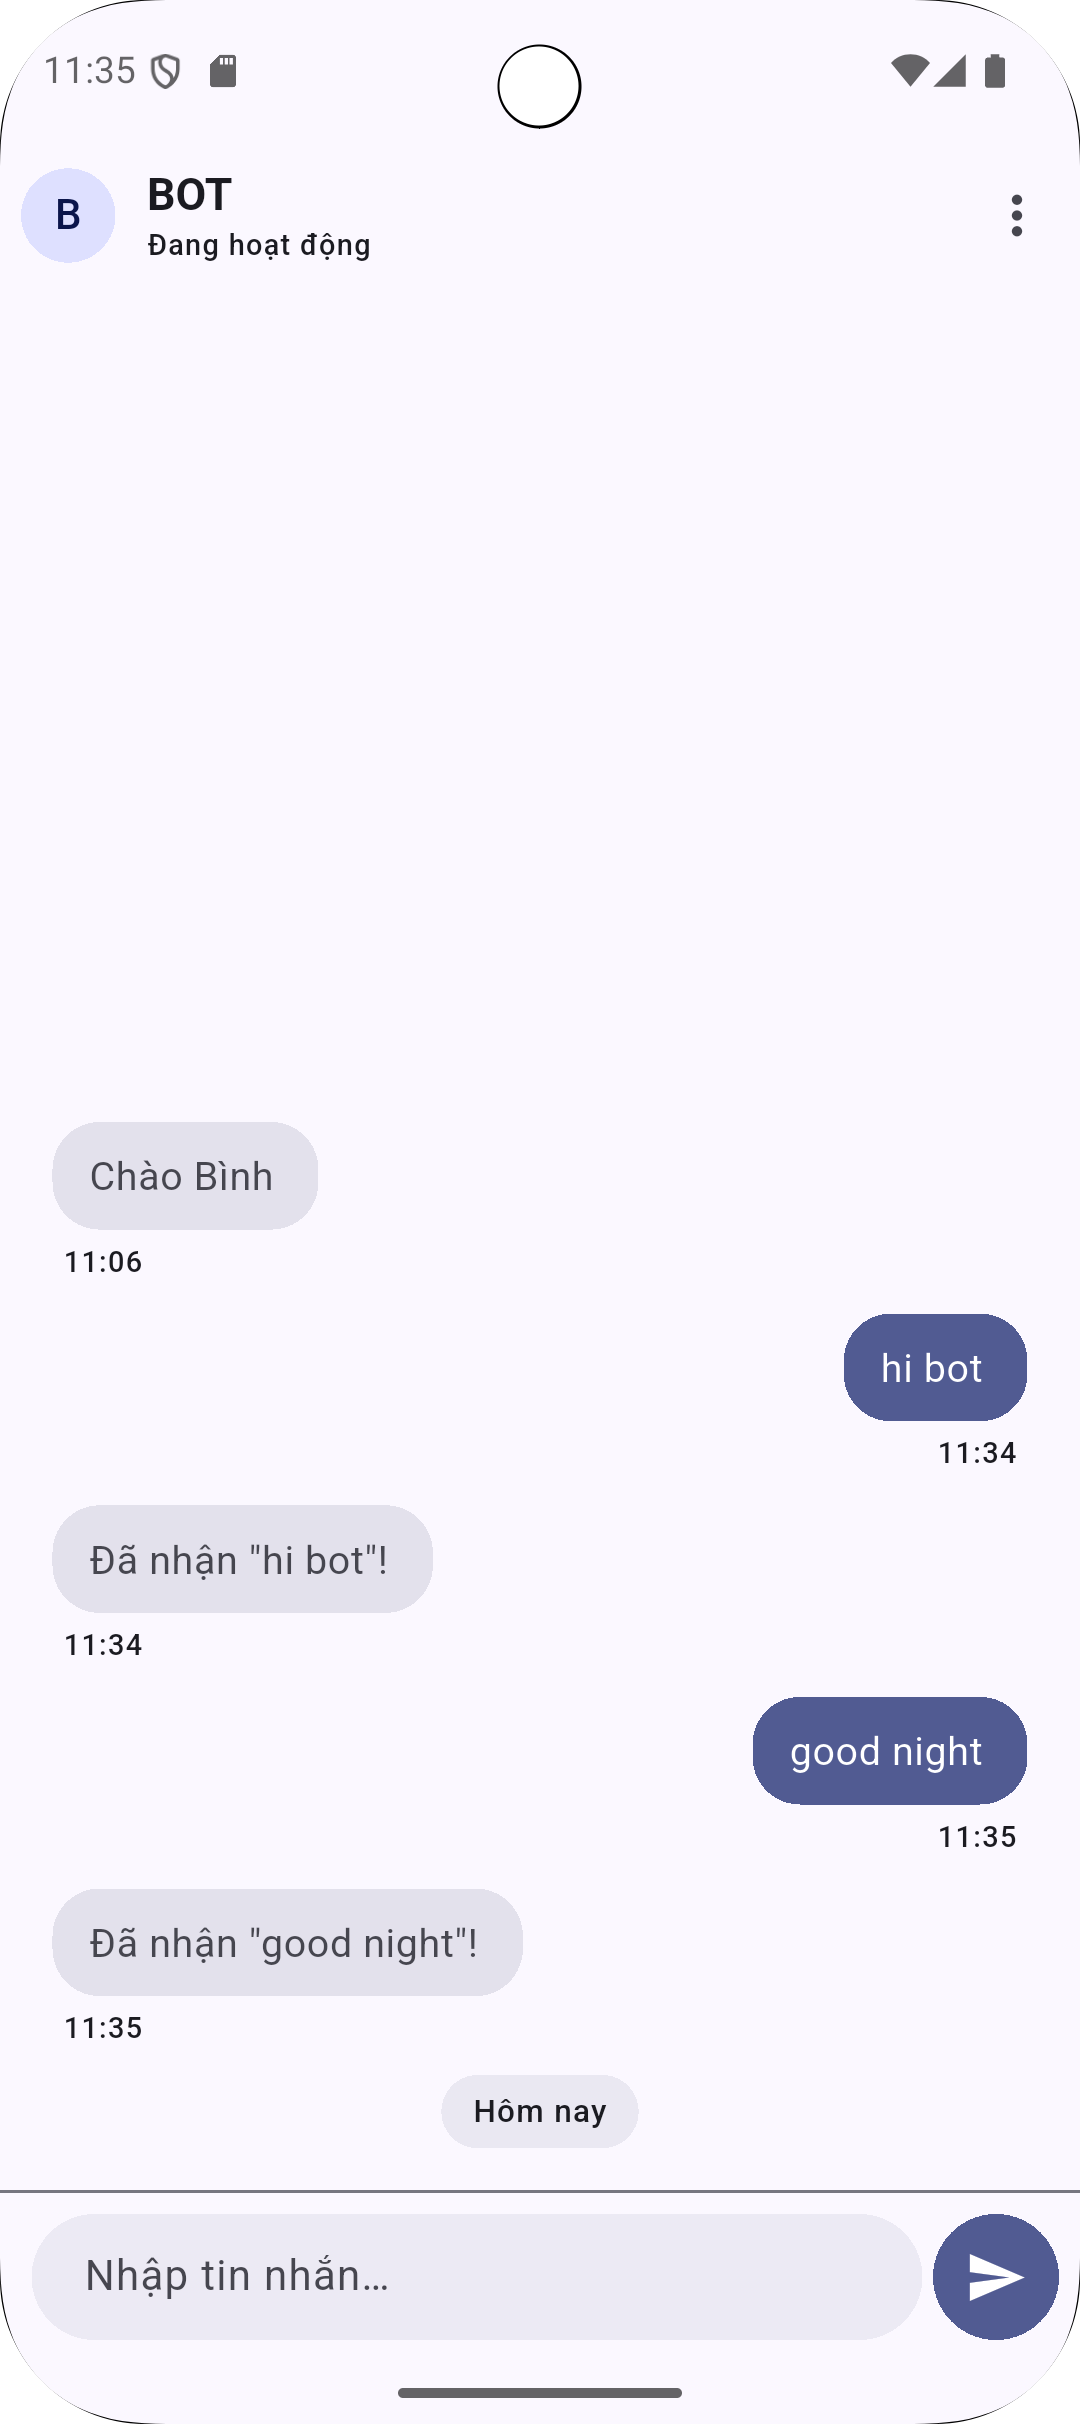 11:35
B
BOT
Đang hoạt động
Chào Bình
11:06
hi bot
11:34
Đã nhận "hi bot"!
11:34
good night
11:35
Đã nhận "good night"!
11:35
Hôm nay
Nhập tin nhắn…